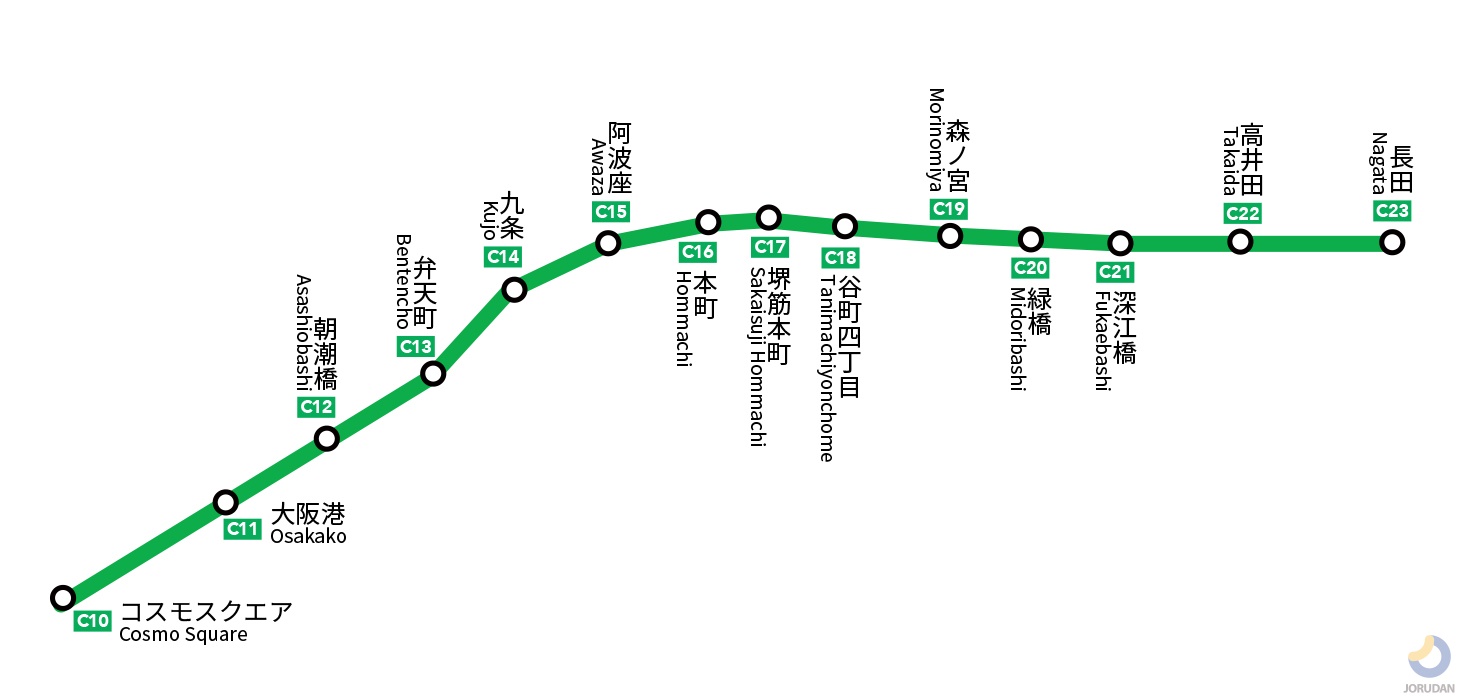 C10
コスモスクエア
Cosmo Square
C11
大阪港
Osakako
朝潮橋
Asashiobashi
C12
弁天町
Bentencho
C13
九条
Kujo
C14
阿波座
Awaza
C15
C16
本町
Hommachi
C17
堺筋本町
Sakaisuji Hommachi
C18
谷町四丁目
Tanimachiyonchome
森ノ宮
Morinomiya
C19
C20
緑橋
Midoribashi
C21
深江橋
Fukaebashi
高井田
Takaida
C22
長田
Nagata
C23
JORUDAN